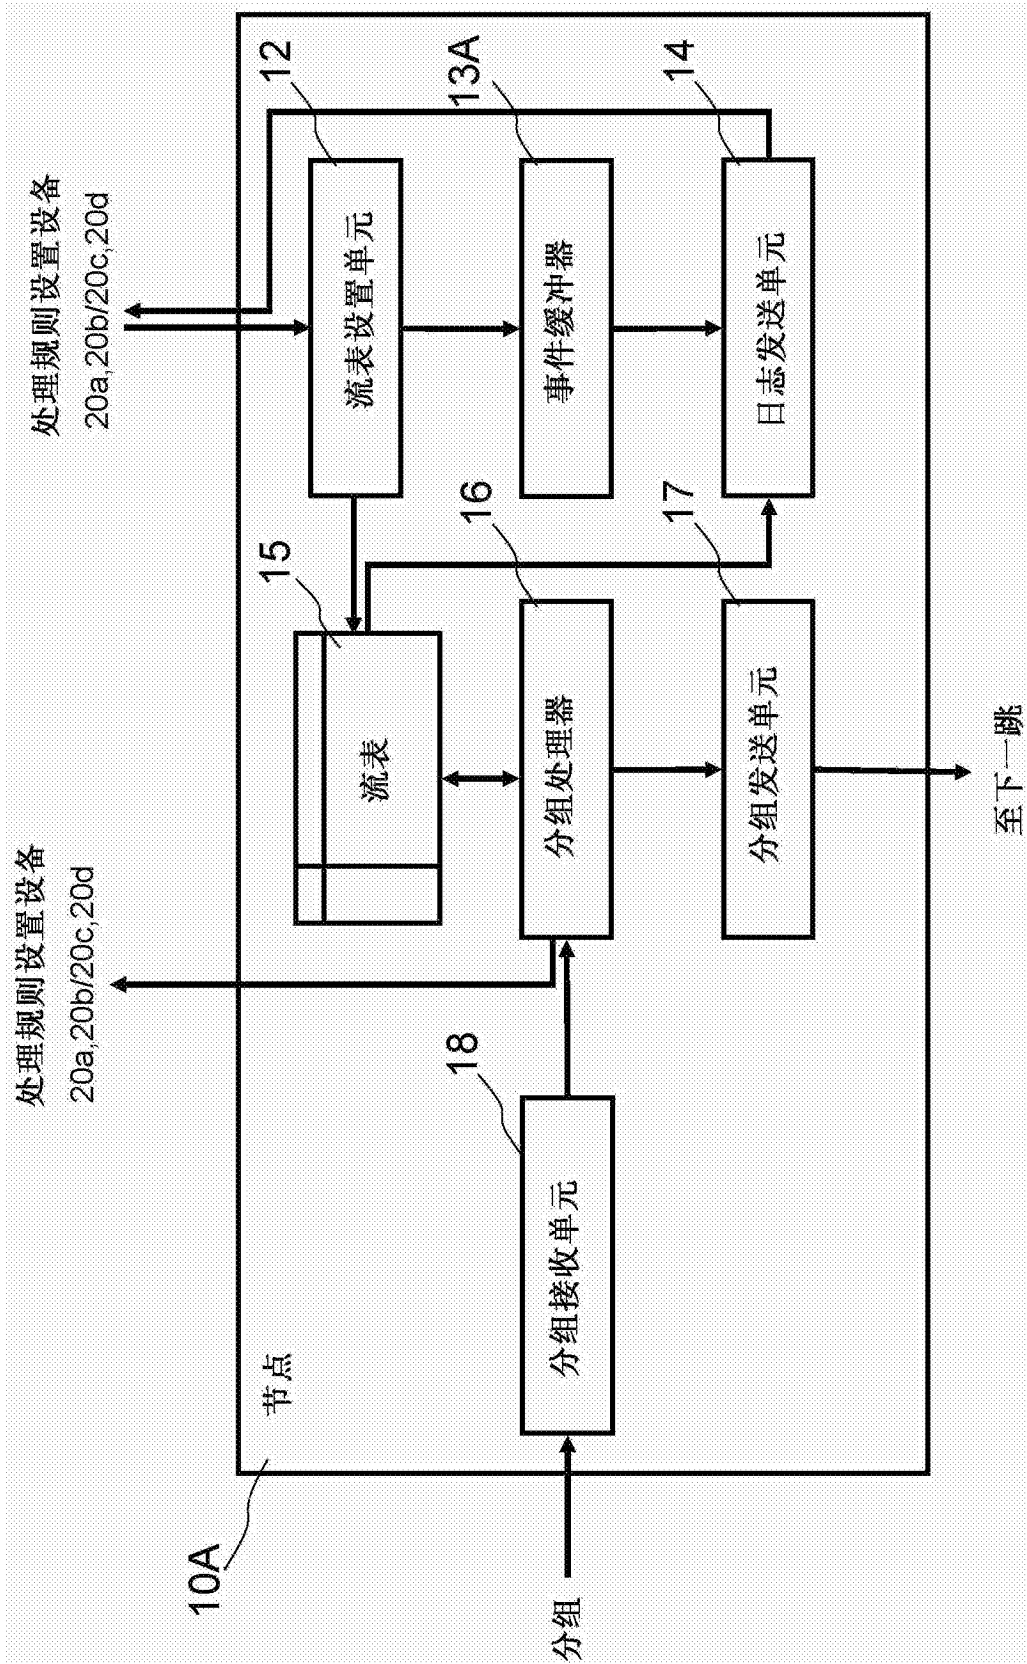 处理规则设置设备
20a,20b/20c,20d
处理规则设置设备
20a,20b/20c,20d
10A
节点
15
12
流表
流表设置单元
18
16
13A
分组
分组接收单元
分组处理器
事件缓冲器
17
14
分组发送单元
日志发送单元
至下一跳